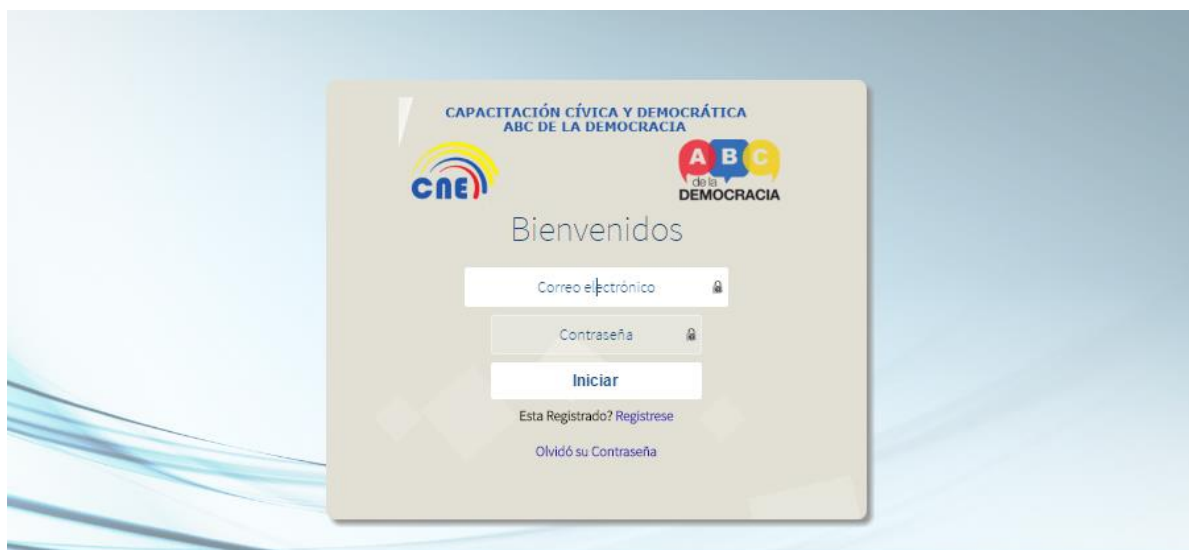 CAPACITACIÓN CÍVICA Y DEMOCRÁTICA
ABC DE LA DEMOCRACIA
CNE
A B C
de la
DEMOCRACIA
Bienvenidos
Correo electrónico
Contraseña
Iniciar
Esta Registrado? Registrese
Olvidó su Contraseña